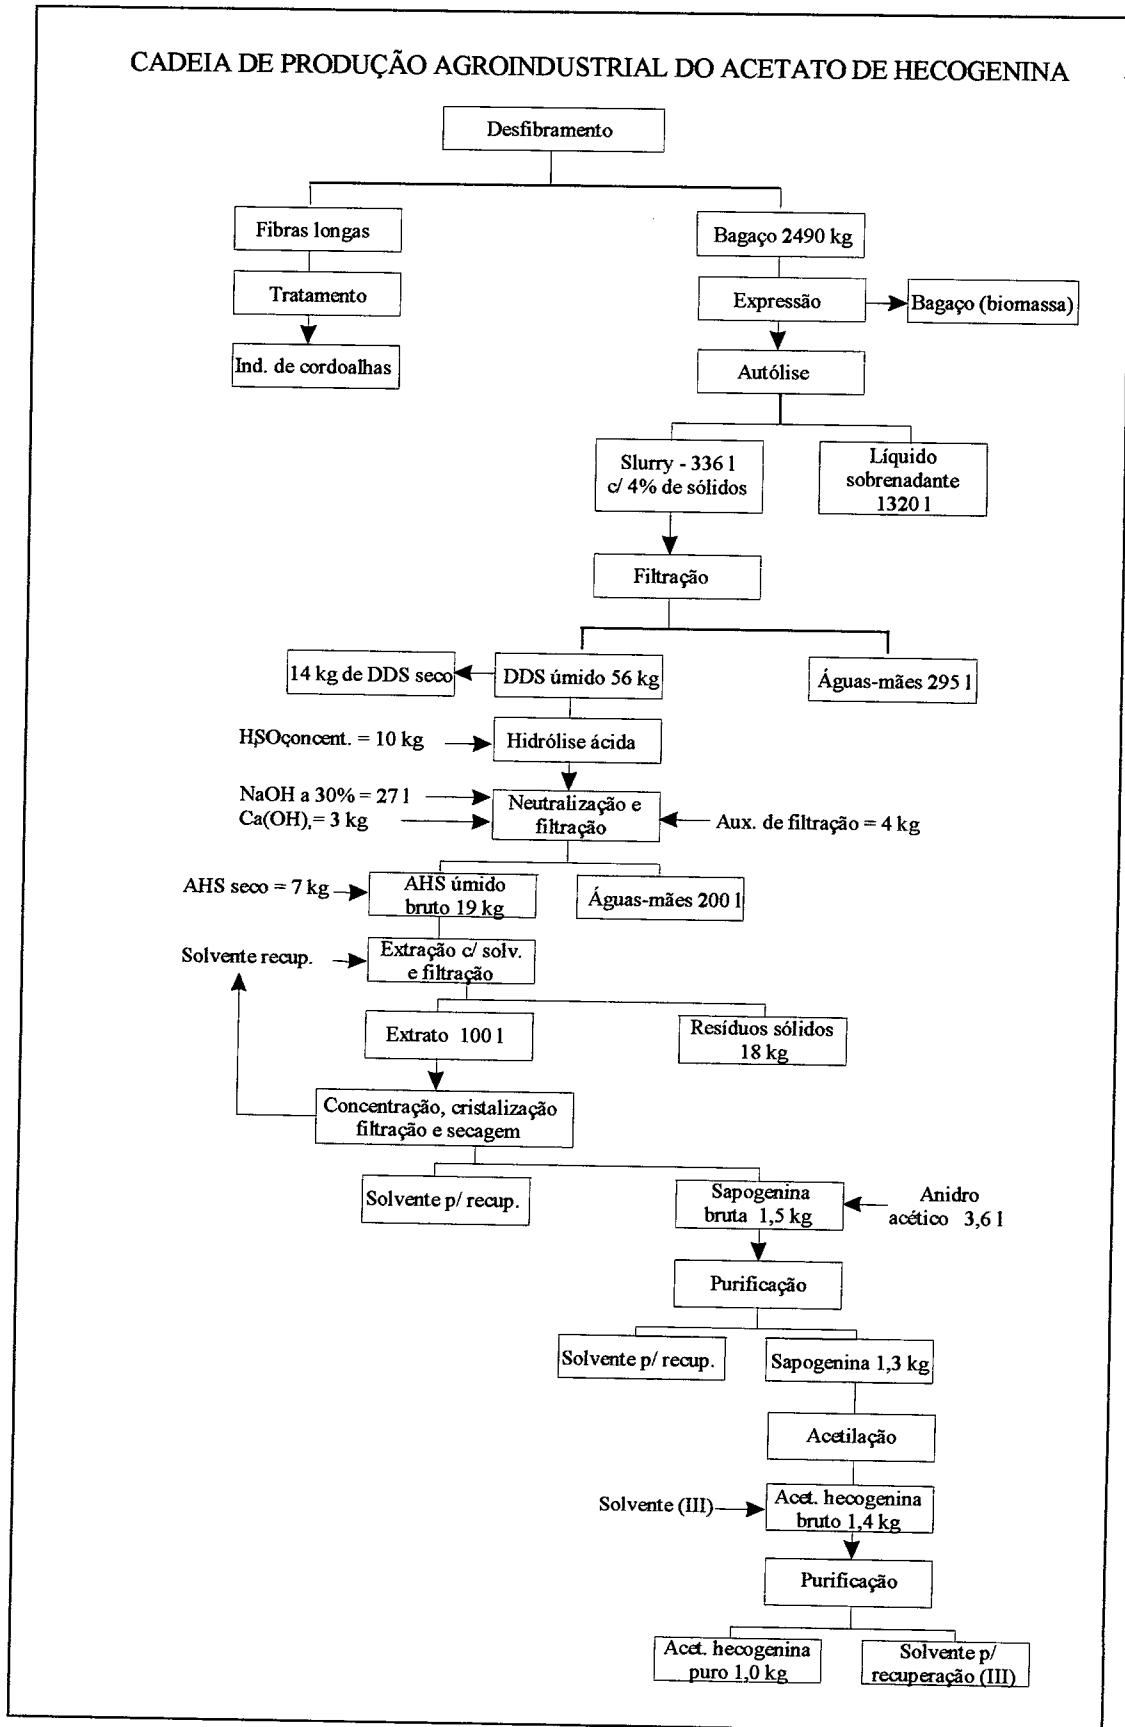 CADEIA DE PRODUÇÃO AGROINDUSTRIAL DO ACETATO DE HECOGENINA
Desfibramento
Fibras longas
Bagaço 2490 kg
Tratamento
Expressão
Bagaço (biomassa)
Ind. de cordoalhas
Autólise
Slurry - 336 l
c/ 4% de sólidos
Líquido
sobrenadante
1320 l
Filtração
14 kg de DDS seco
DDS úmido 56 kg
Águas-mães 295 l
concent. = 10 kg
Hidrólise ácida
NaOH a 30% = 27 l
Ca(OH), = 3 kg
Neutralização e
filtração
Aux. de filtração = 4 kg
AHS seco = 7 kg
AHS úmido
bruto 19 kg
Águas-mães 200 l
Solvente recup.
Extração c/ solv.
e filtração
Extrato 100 l
Resíduos sólidos
18 kg
Concentração, cristalização
filtração e secagem
Solvente p/ recup.
Sapogenina
bruta 1,5 kg
Anidro
acético 3,6 l
Purificação
Solvente p/ recup.
Sapogenina 1,3 kg
Acetilação
Solvente (III)
Acet. hecogenina
bruto 1,4 kg
Purificação
Acet. hecogenina
puro 1,0 kg
Solvente p/
recuperação (III)